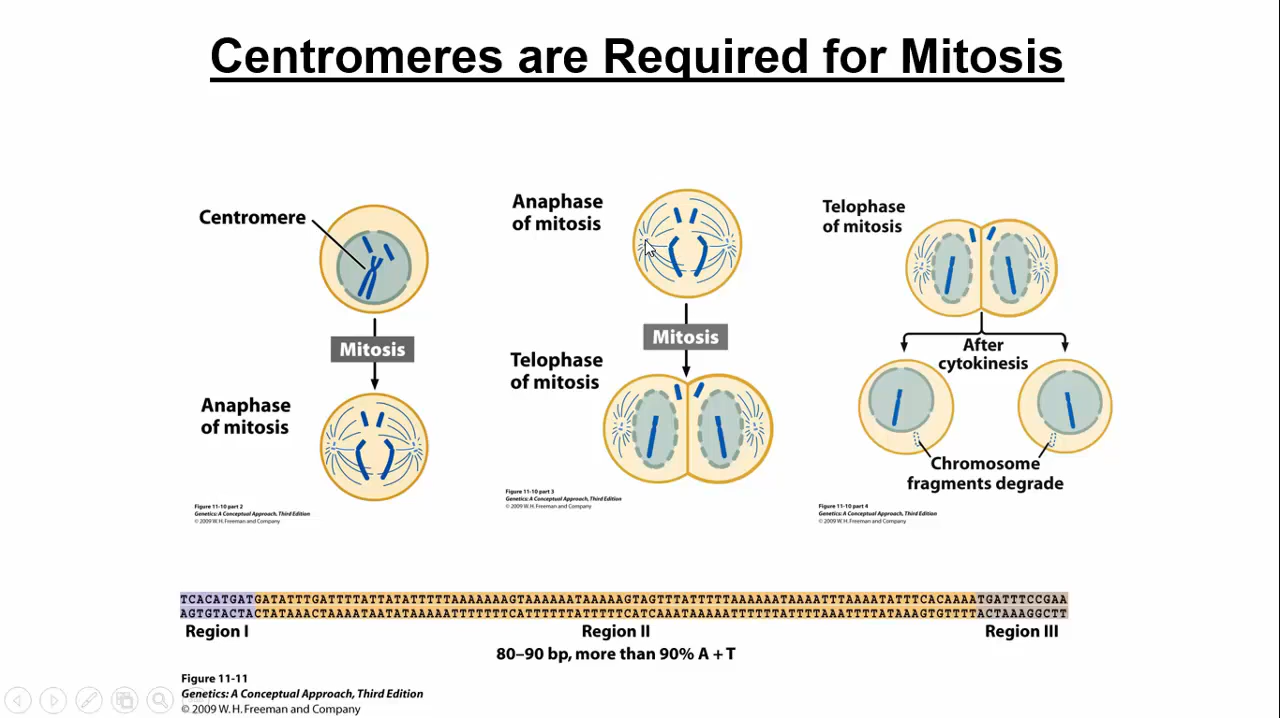 Centromeres are Required for Mitosis
Centromere
Mitosis
Anaphase
of mitosis
Figure 11-10 part 2
Genetics: A Conceptual Approach, Third Edition
© 2009 W. H. Freeman and Company
Anaphase
of mitosis
Mitosis
Telophase
of mitosis
Figure 11-10 part 3
Genetics: A Conceptual Approach, Third Edition
© 2009 W. H. Freeman and Company
Telophase
of mitosis
After
cytokinesis
Chromosome
fragments degrade
Figure 11-10 part 4
Genetics: A Conceptual Approach, Third Edition
© 2009 W. H. Freeman and Company
Region I
Region II
Region III
80–90 bp, more than 90% A + T
Figure 11-11
Genetics: A Conceptual Approach, Third Edition
© 2009 W. H. Freeman and Company